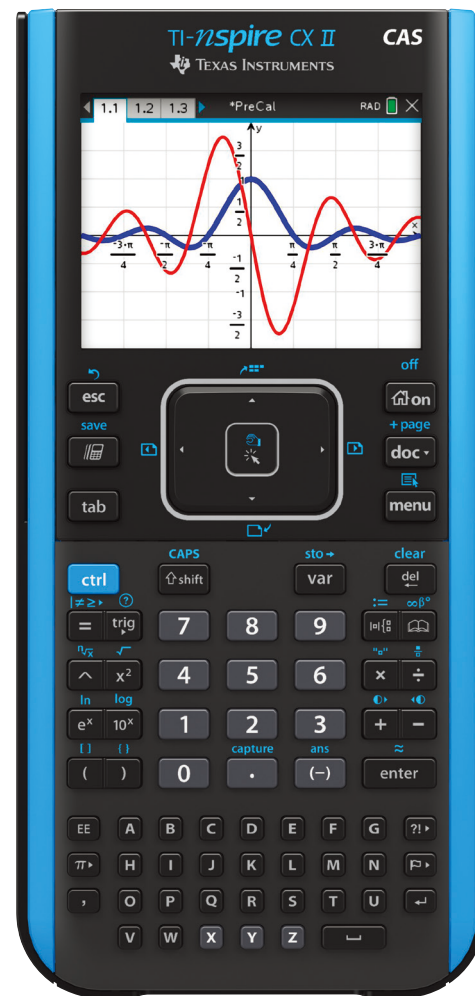 TI-nspire CX II CAS
TEXAS INSTRUMENTS
1.1 1.2 1.3 *PreCal RAD
y
3
2
1
1
2
x
-3·π
4
-π
2
-π
4
π
4
π
2
3·π
4
-1
2
-1
-3
2
off
esc on
save + page
doc
tab menu
CAPS sto→ clear
ctrl shift var del
|≠≥▸ ? := ∞β°
= trig 7 8 9 |□|{
ⁿ√x √ "□"
^ x² 4 5 6 × ÷
ln log
eˣ 10ˣ 1 2 3 + −
[ ] { } capture ans ≈
( ) 0 . (−) enter
EE A B C D E F G ?!▸
π▸ H I J K L M N
, O P Q R S T U ↵
V W X Y Z